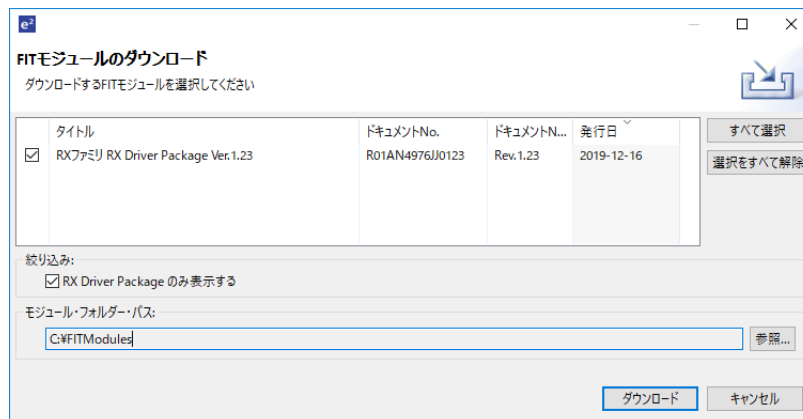 e²
FITモジュールのダウンロード
ダウンロードするFITモジュールを選択してください
タイトル ドキュメントNo. ドキュメントN... 発行日
RXファミリ RX Driver Package Ver.1.23 R01AN4976JJ0123 Rev.1.23 2019-12-16
すべて選択
選択をすべて解除
絞り込み:
RX Driver Package のみ表示する
モジュール・フォルダー・パス:
C:¥FITModules
参照...
ダウンロード キャンセル